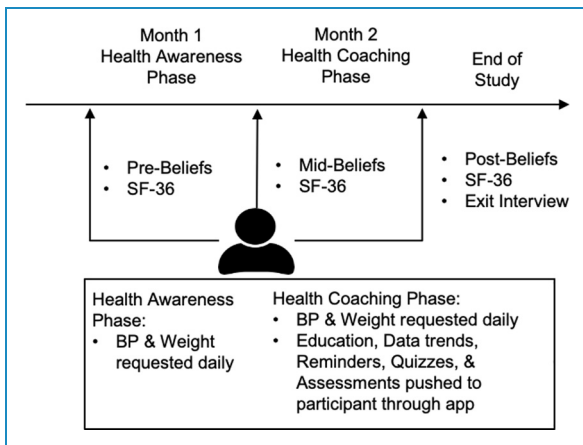 Month 1
Health Awareness
Phase
Month 2
Health Coaching
Phase
End of
Study
• Pre-Beliefs
• SF-36
• Mid-Beliefs
• SF-36
• Post-Beliefs
• SF-36
• Exit Interview
Health Awareness
Phase:
• BP & Weight
requested daily
Health Coaching Phase:
• BP & Weight requested daily
• Education, Data trends,
Reminders, Quizzes, &
Assessments pushed to
participant through app